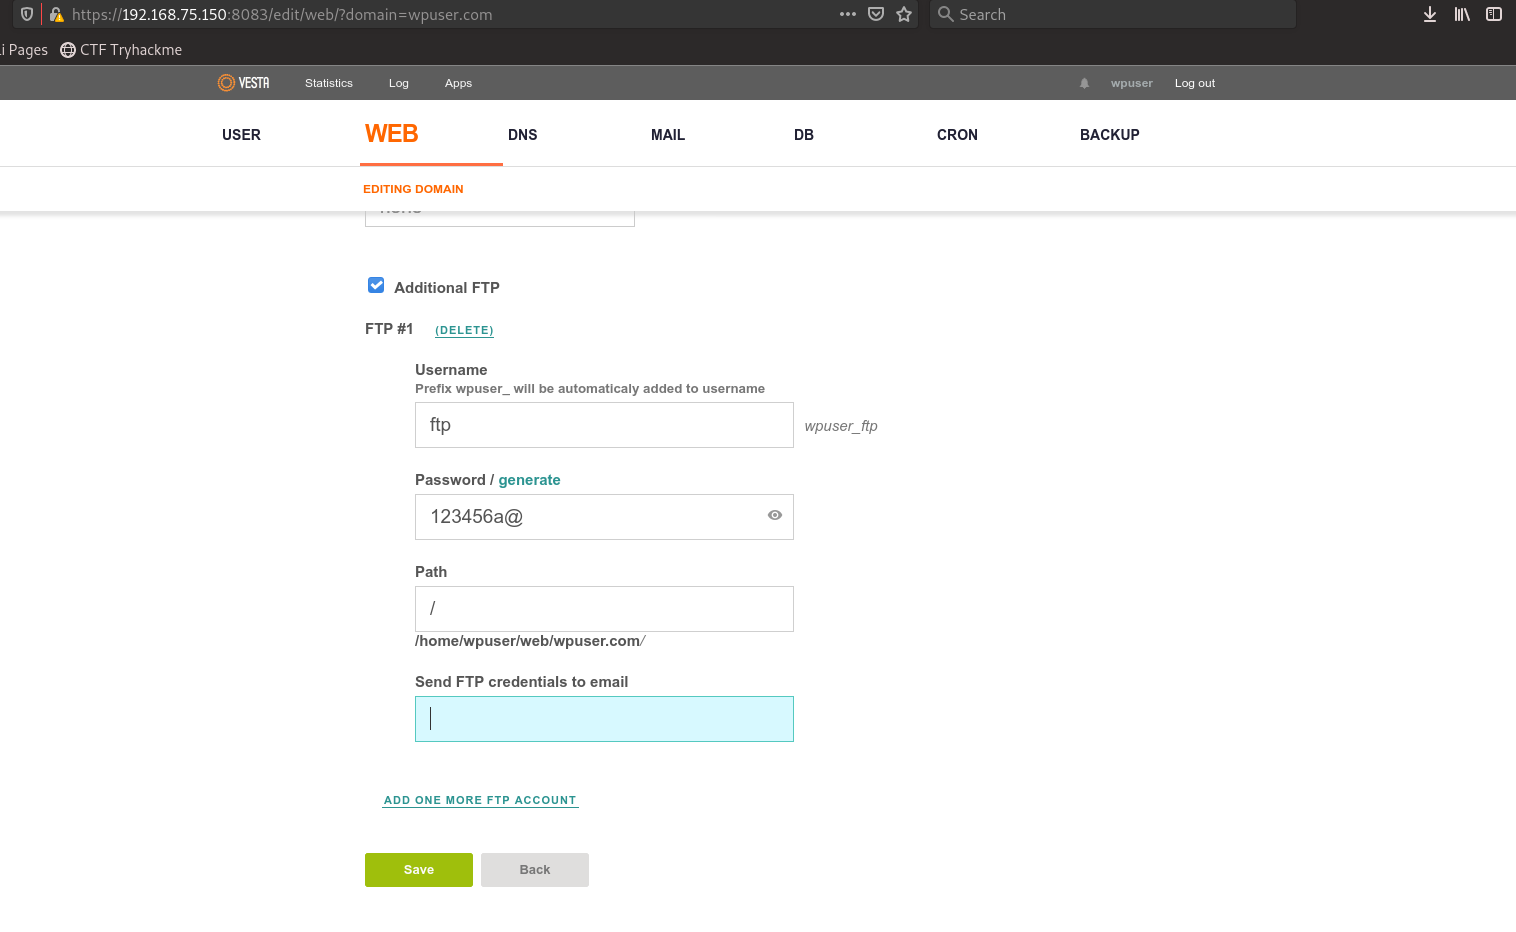 https://192.168.75.150:8083/edit/web/?domain=wpuser.com
Search
i Pages CTF Tryhackme
VESTA Statistics Log Apps wpuser Log out
USER WEB DNS MAIL DB CRON BACKUP
EDITING DOMAIN
Additional FTP
FTP #1 (DELETE)
Username
Prefix wpuser_ will be automaticaly added to username
ftp wpuser_ftp
Password / generate
123456a@
Path
/
/home/wpuser/web/wpuser.com/
Send FTP credentials to email
ADD ONE MORE FTP ACCOUNT
Save Back